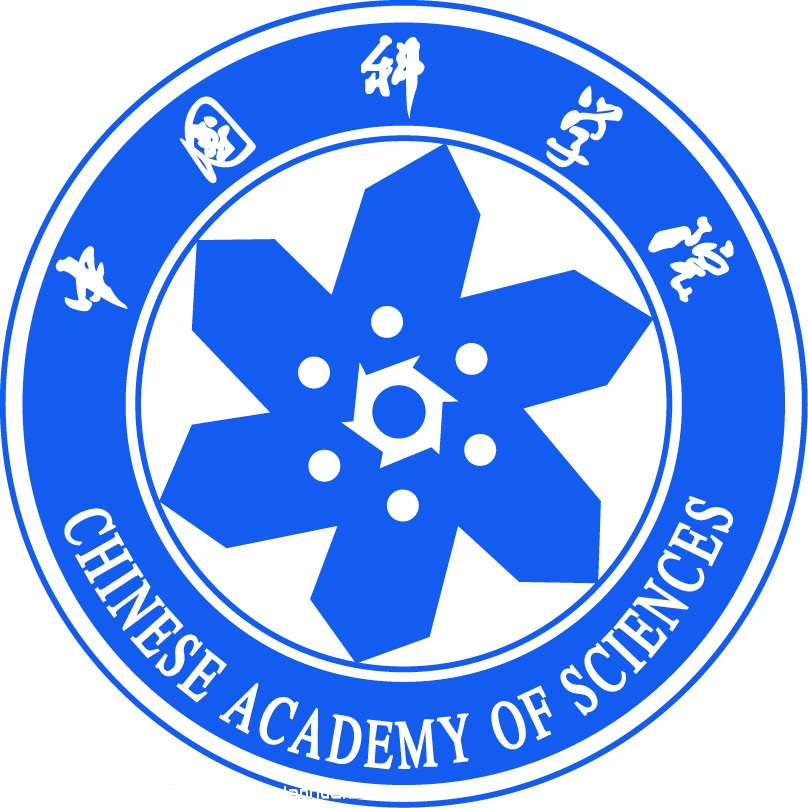 中国科学院
CHINESE ACADEMY OF SCIENCES